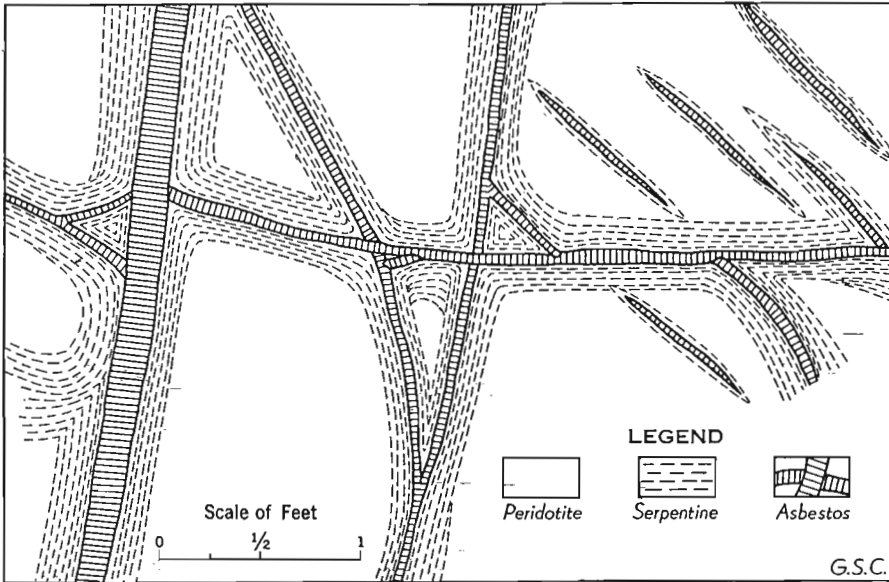 LEGEND
Peridotite Serpentine Asbestos
Scale of Feet
0 1/2 1
G.S.C.